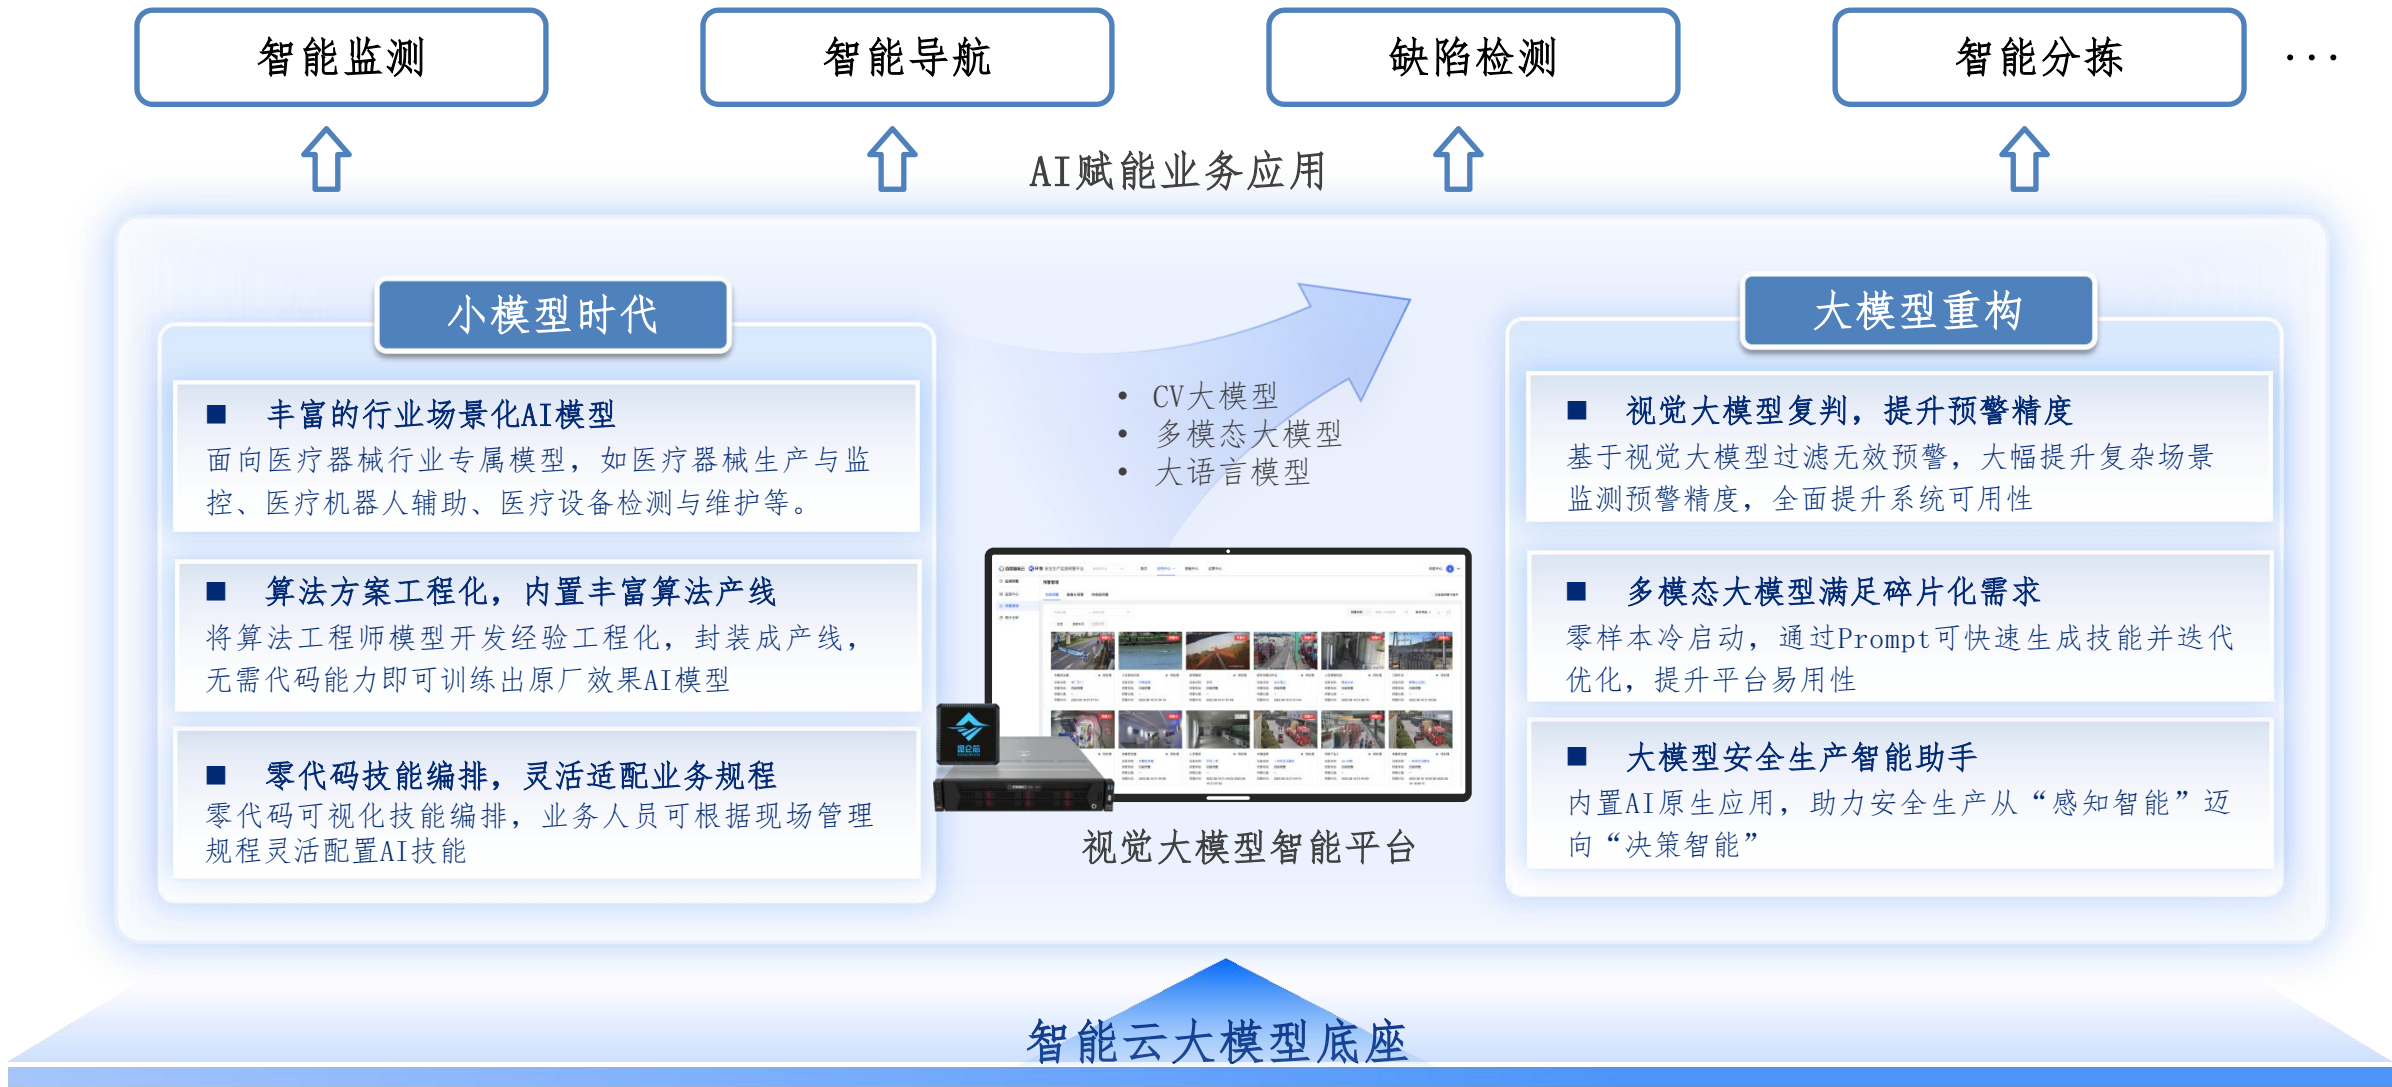 智能监测
智能导航
缺陷检测
智能分拣
...
AI赋能业务应用
小模型时代
■ 丰富的行业场景化AI模型
面向医疗器械行业专属模型，如医疗器械生产与监
控、医疗机器人辅助、医疗设备检测与维护等。
■ 算法方案工程化，内置丰富算法产线
将算法工程师模型开发经验工程化，封装成产线，
无需代码能力即可训练出原厂效果AI模型
■ 零代码技能编排，灵活适配业务规程
零代码可视化技能编排，业务人员可根据现场管理
规程灵活配置AI技能
• CV大模型
• 多模态大模型
• 大语言模型
昆仑芯
视觉大模型智能平台
大模型重构
■ 视觉大模型复判，提升预警精度
基于视觉大模型过滤无效预警，大幅提升复杂场景
监测预警精度，全面提升系统可用性
■ 多模态大模型满足碎片化需求
零样本冷启动，通过Prompt可快速生成技能并迭代
优化，提升平台易用性
■ 大模型安全生产智能助手
内置AI原生应用，助力安全生产从“感知智能”迈
向“决策智能”
智能云大模型底座